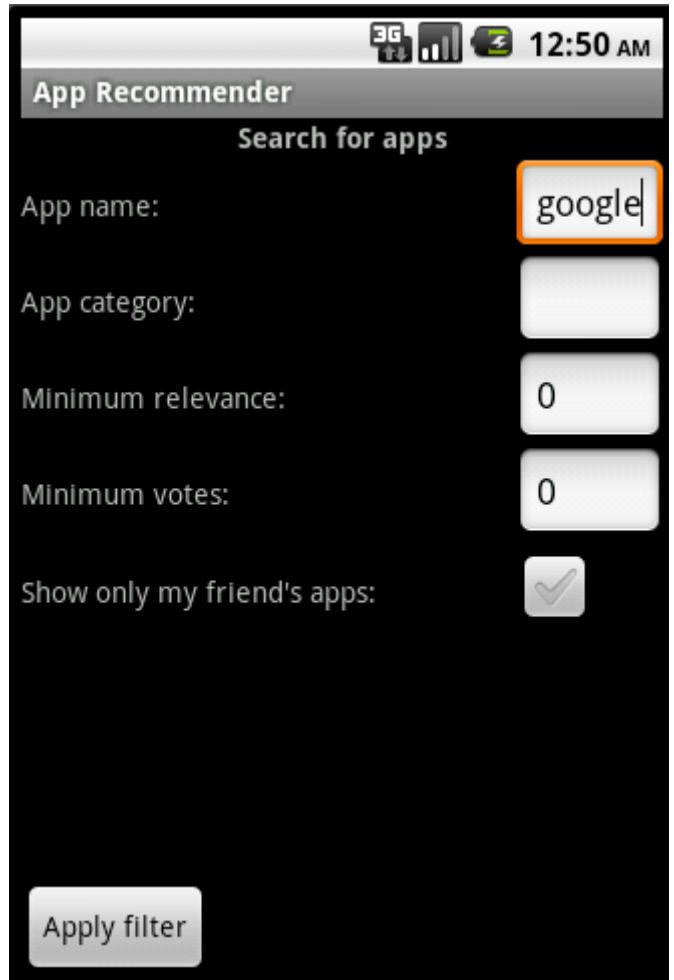 3G 12:50 AM
App Recommender
Search for apps
App name: google
App category:
Minimum relevance: 0
Minimum votes: 0
Show only my friend's apps:
Apply filter